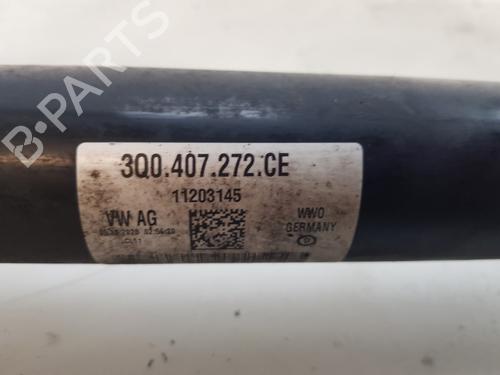 B-PARTS
3Q0.407.272.CE
11203145
VW AG
WWO
GERMANY